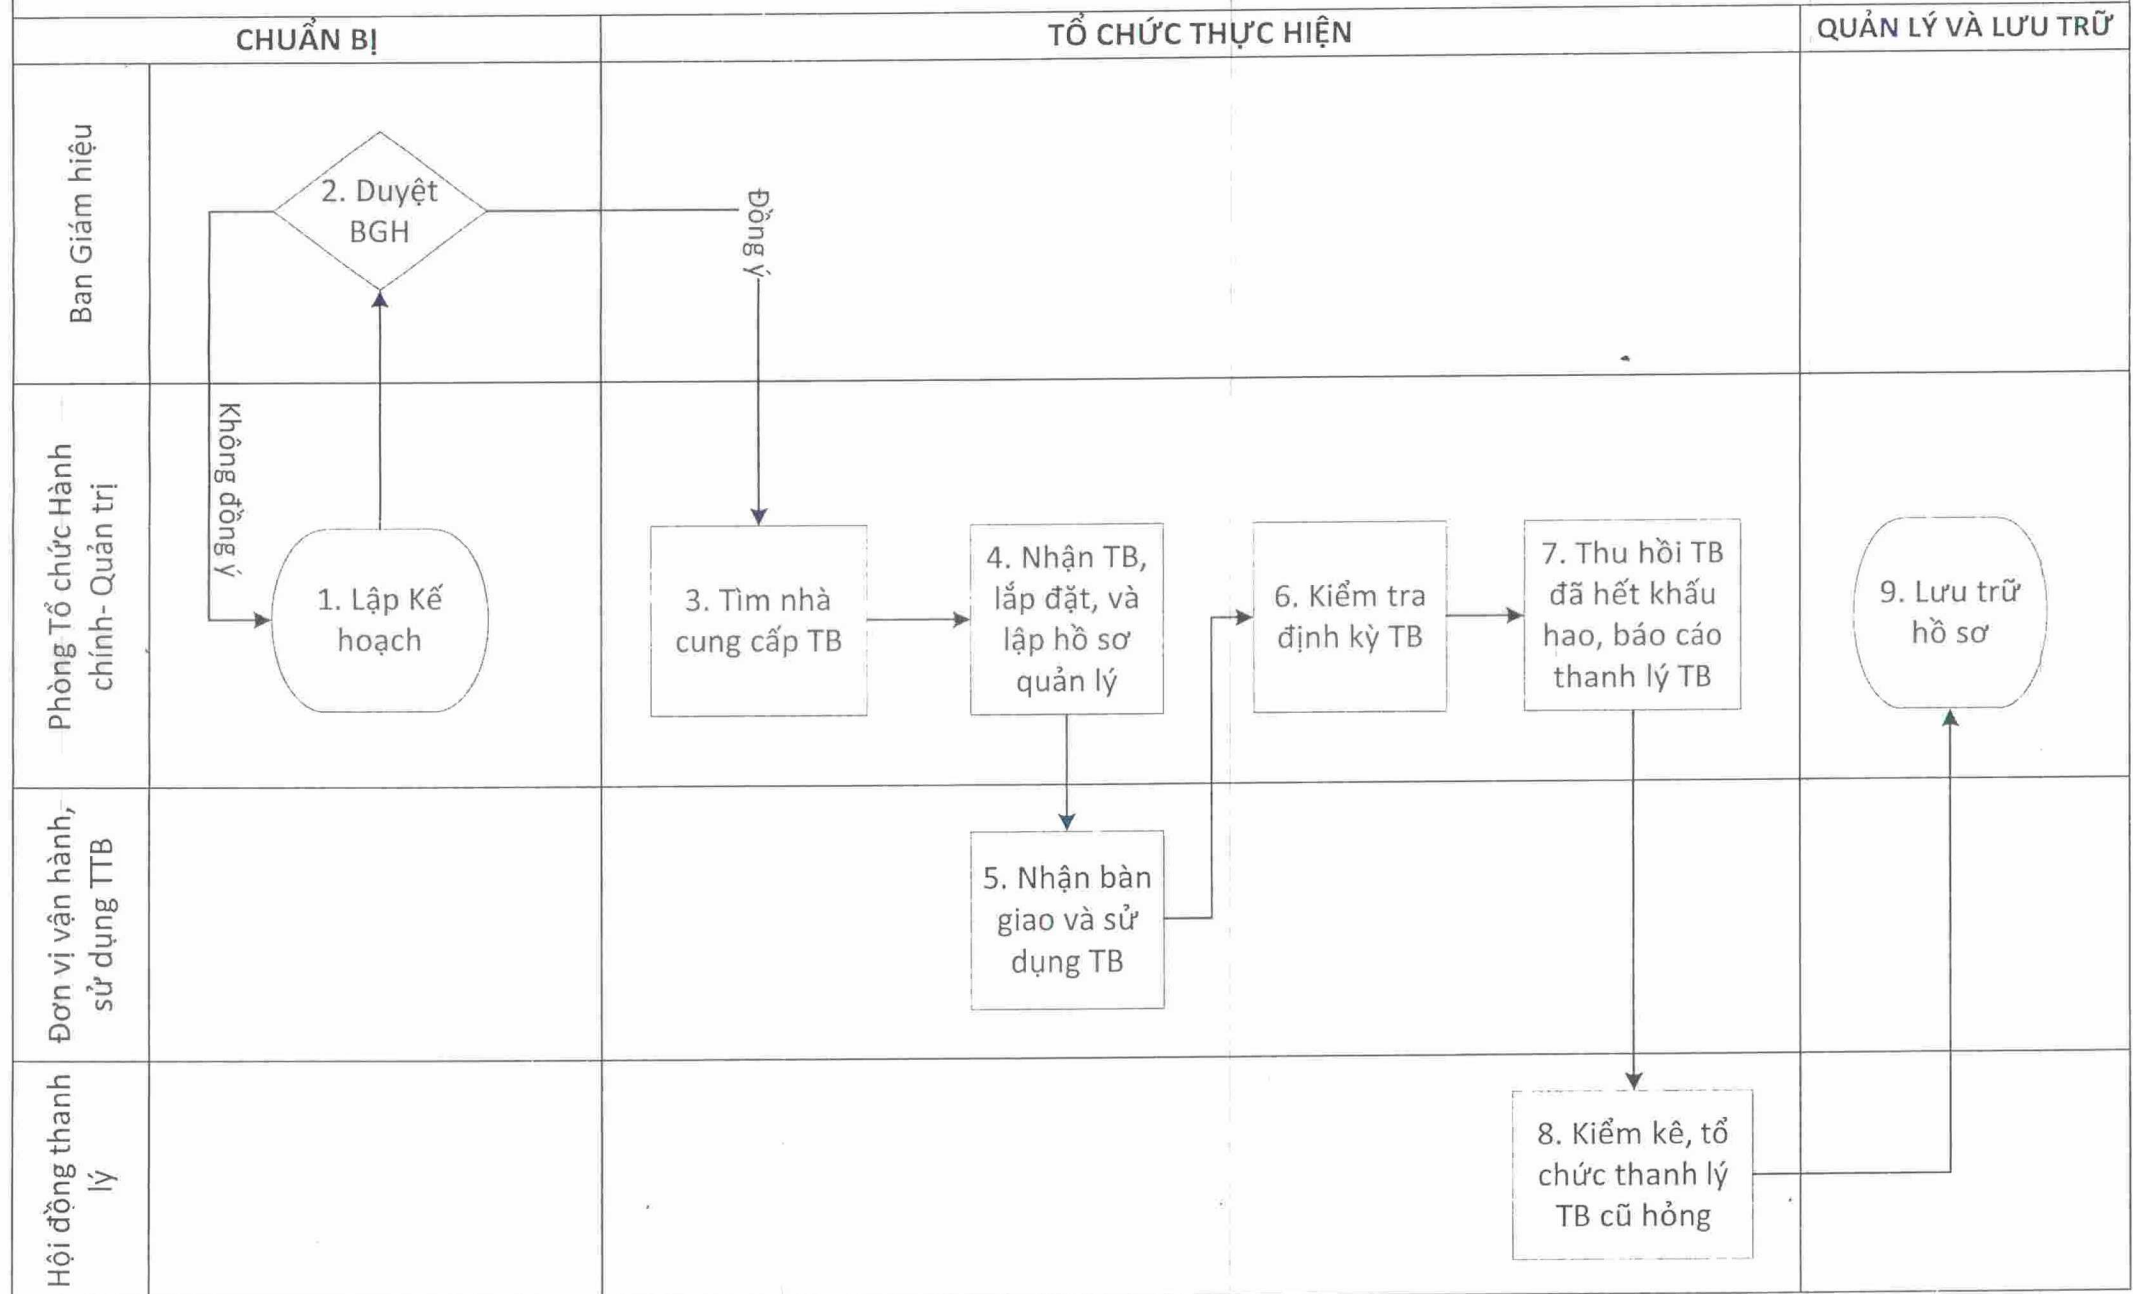 CHUẨN BỊ
TỔ CHỨC THỰC HIỆN
QUẢN LÝ VÀ LƯU TRỮ
Ban Giám hiệu
2. Duyệt
BGH
Đồng ý
Không đồng ý
Phòng Tổ chức Hành
chính- Quản trị
1. Lập Kế
hoạch
3. Tìm nhà
cung cấp TB
4. Nhận TB,
lắp đặt, và
lập hồ sơ
quản lý
6. Kiểm tra
định kỳ TB
7. Thu hồi TB
đã hết khấu
hao, báo cáo
thanh lý TB
9. Lưu trữ
hồ sơ
Đơn vị vận hành,
sử dụng TTB
5. Nhận bàn
giao và sử
dụng TB
Hội đồng thanh
lý
8. Kiểm kê, tổ
chức thanh lý
TB cũ hỏng